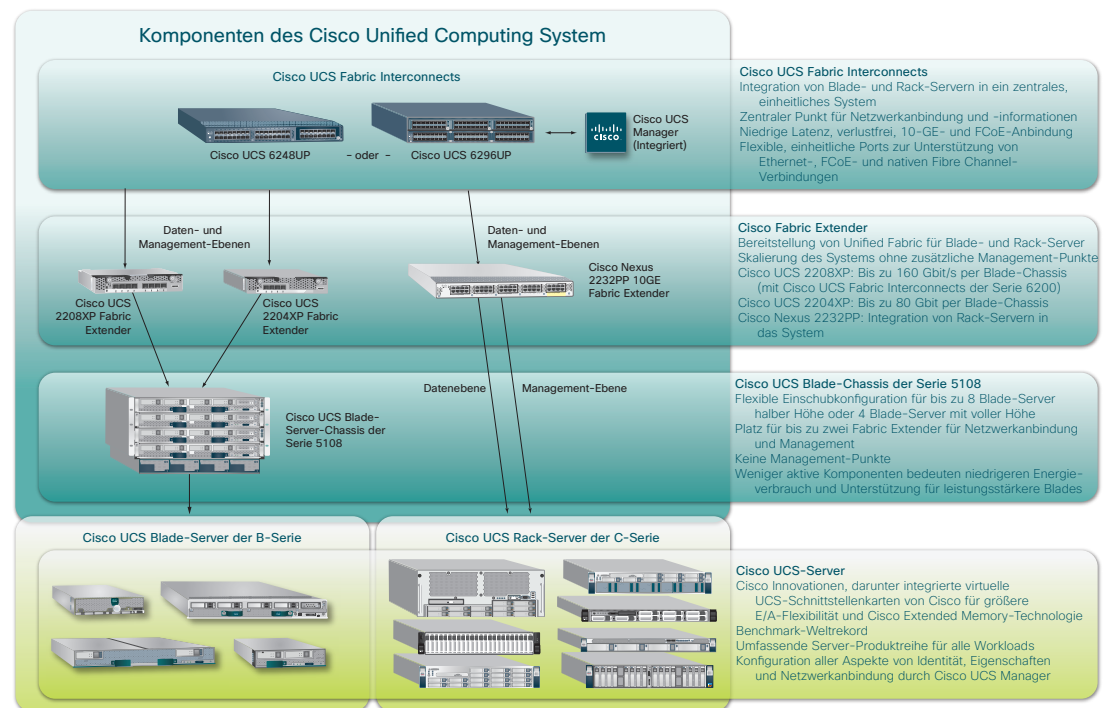 Komponenten des Cisco Unified Computing System
Cisco UCS Fabric Interconnects
Cisco UCS 6248UP
- oder -
Cisco UCS 6296UP
CISCO
Cisco UCS
Manager
(Integriert)
Cisco UCS Fabric Interconnects
Integration von Blade- und Rack-Servern in ein zentrales,
einheitliches System
Zentraler Punkt für Netzwerkanbindung und -informationen
Niedrige Latenz, verlustfrei, 10-GE- und FCoE-Anbindung
Flexible, einheitliche Ports zur Unterstützung von
Ethernet-, FCoE- und nativen Fibre Channel-
Verbindungen
Daten- und
Management-Ebenen
Daten- und
Management-Ebenen
Cisco UCS
2208XP Fabric
Extender
Cisco UCS
2204XP Fabric
Extender
Cisco Nexus
2232PP 10GE
Fabric Extender
Cisco Fabric Extender
Bereitstellung von Unified Fabric für Blade- und Rack-Server
Skalierung des Systems ohne zusätzliche Management-Punkte
Cisco UCS 2208XP: Bis zu 160 Gbit/s per Blade-Chassis
(mit Cisco UCS Fabric Interconnects der Serie 6200)
Cisco UCS 2204XP: Bis zu 80 Gbit per Blade-Chassis
Cisco Nexus 2232PP: Integration von Rack-Servern in
das System
Datenebene
Management-Ebene
Cisco UCS Blade-
Server-Chassis der
Serie 5108
Cisco UCS Blade-Chassis der Serie 5108
Flexible Einschubkonfiguration für bis zu 8 Blade-Server
halber Höhe oder 4 Blade-Server mit voller Höhe
Platz für bis zu zwei Fabric Extender für Netzwerkanbindung
und Management
Keine Management-Punkte
Weniger aktive Komponenten bedeuten niedrigeren Energie-
verbrauch und Unterstützung für leistungsstärkere Blades
Cisco UCS Blade-Server der B-Serie
Cisco UCS Rack-Server der C-Serie
Cisco UCS-Server
Cisco Innovationen, darunter integrierte virtuelle
UCS-Schnittstellenkarten von Cisco für größere
E/A-Flexibilität und Cisco Extended Memory-Technologie
Benchmark-Weltrekord
Umfassende Server-Produktreihe für alle Workloads
Konfiguration aller Aspekte von Identität, Eigenschaften
und Netzwerkanbindung durch Cisco UCS Manager